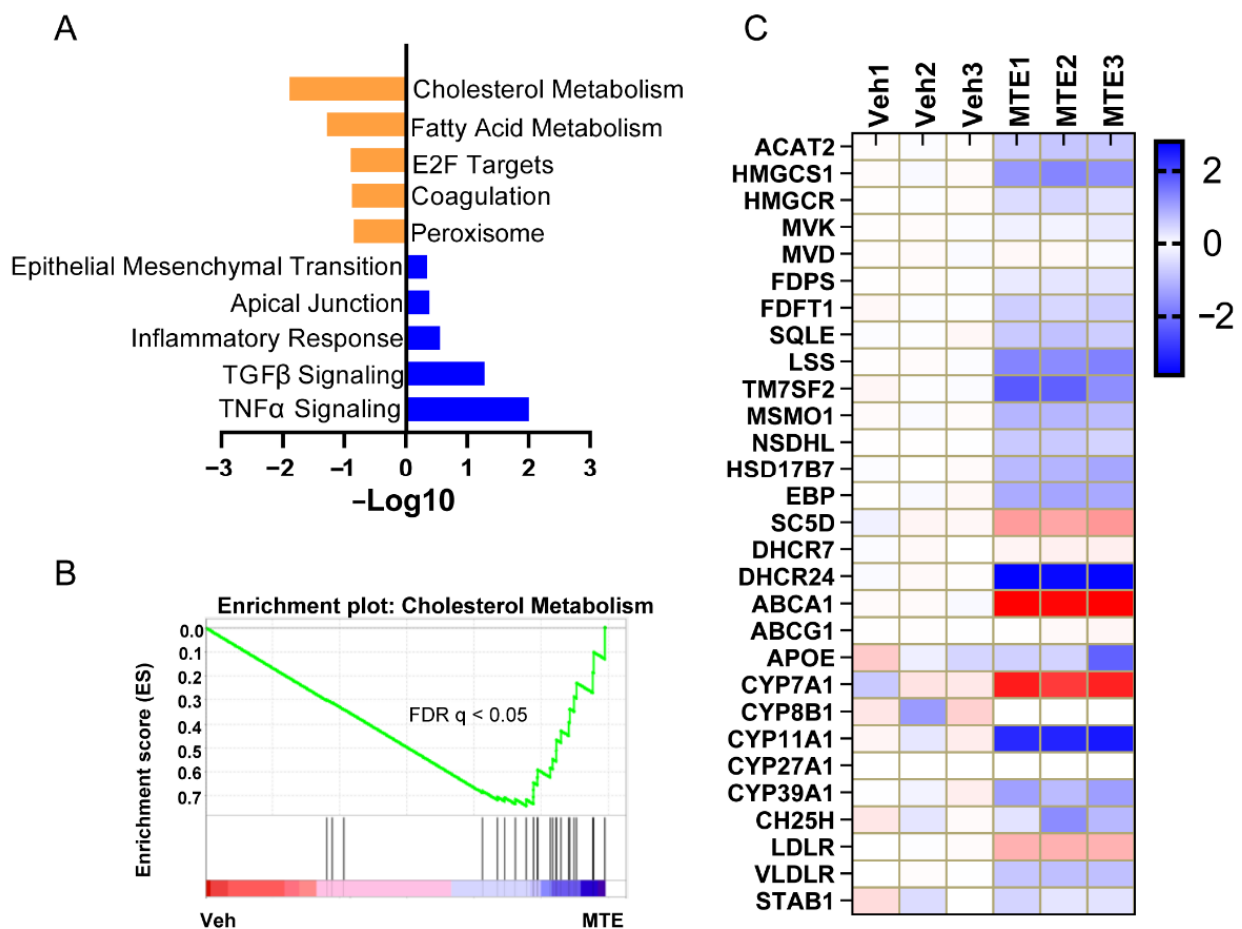 A
Cholesterol Metabolism
Fatty Acid Metabolism
E2F Targets
Coagulation
Peroxisome
Epithelial Mesenchymal Transition
Apical Junction
Inflammatory Response
TGFβ Signaling
TNFα Signaling
−3 −2 −1 0 1 2 3
−Log10
B
Enrichment plot: Cholesterol Metabolism
Enrichment score (ES)
0.0
0.1
0.2
0.3
0.4
0.5
0.6
0.7
FDR q < 0.05
Veh MTE
C
Veh1 Veh2 Veh3 MTE1 MTE2 MTE3
ACAT2
HMGCS1
HMGCR
MVK
MVD
FDPS
FDFT1
SQLE
LSS
TM7SF2
MSMO1
NSDHL
HSD17B7
EBP
SC5D
DHCR7
DHCR24
ABCA1
ABCG1
APOE
CYP7A1
CYP8B1
CYP11A1
CYP27A1
CYP39A1
CH25H
LDLR
VLDLR
STAB1
2
0
−2